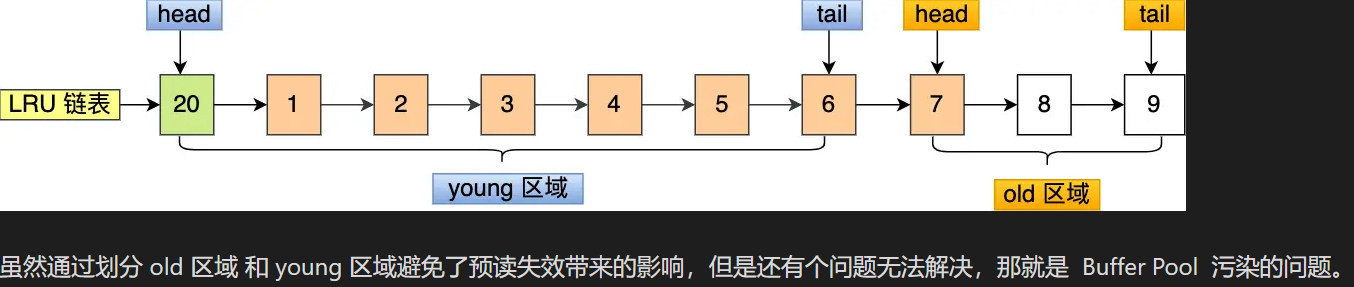 head tail head tail
LRU 链表 20 1 2 3 4 5 6 7 8 9
young 区域
old 区域
虽然通过划分 old 区域 和 young 区域避免了预读失效带来的影响，但是还有个问题无法解决，那就是 Buffer Pool 污染的问题。